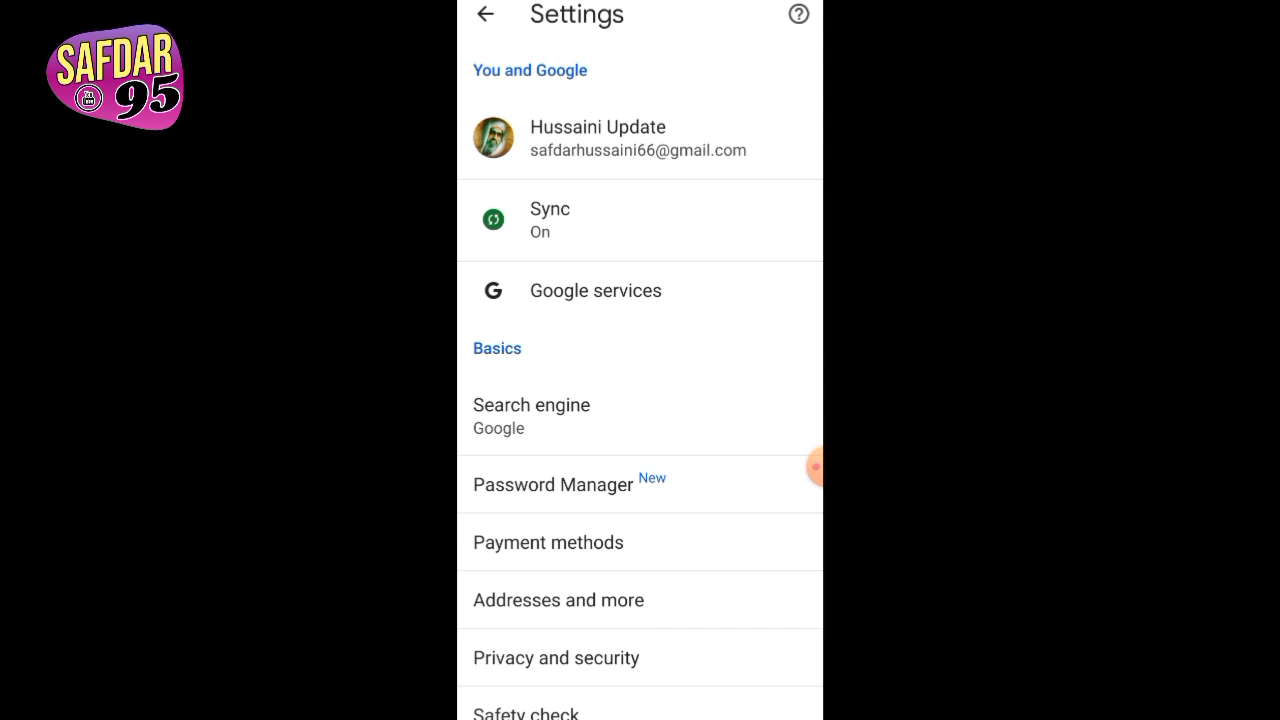 SAFDAR
95
Settings
You and Google
Hussaini Update
safdarhussaini66@gmail.com
Sync
On
Google services
Basics
Search engine
Google
Password Manager New
Payment methods
Addresses and more
Privacy and security
Safety check